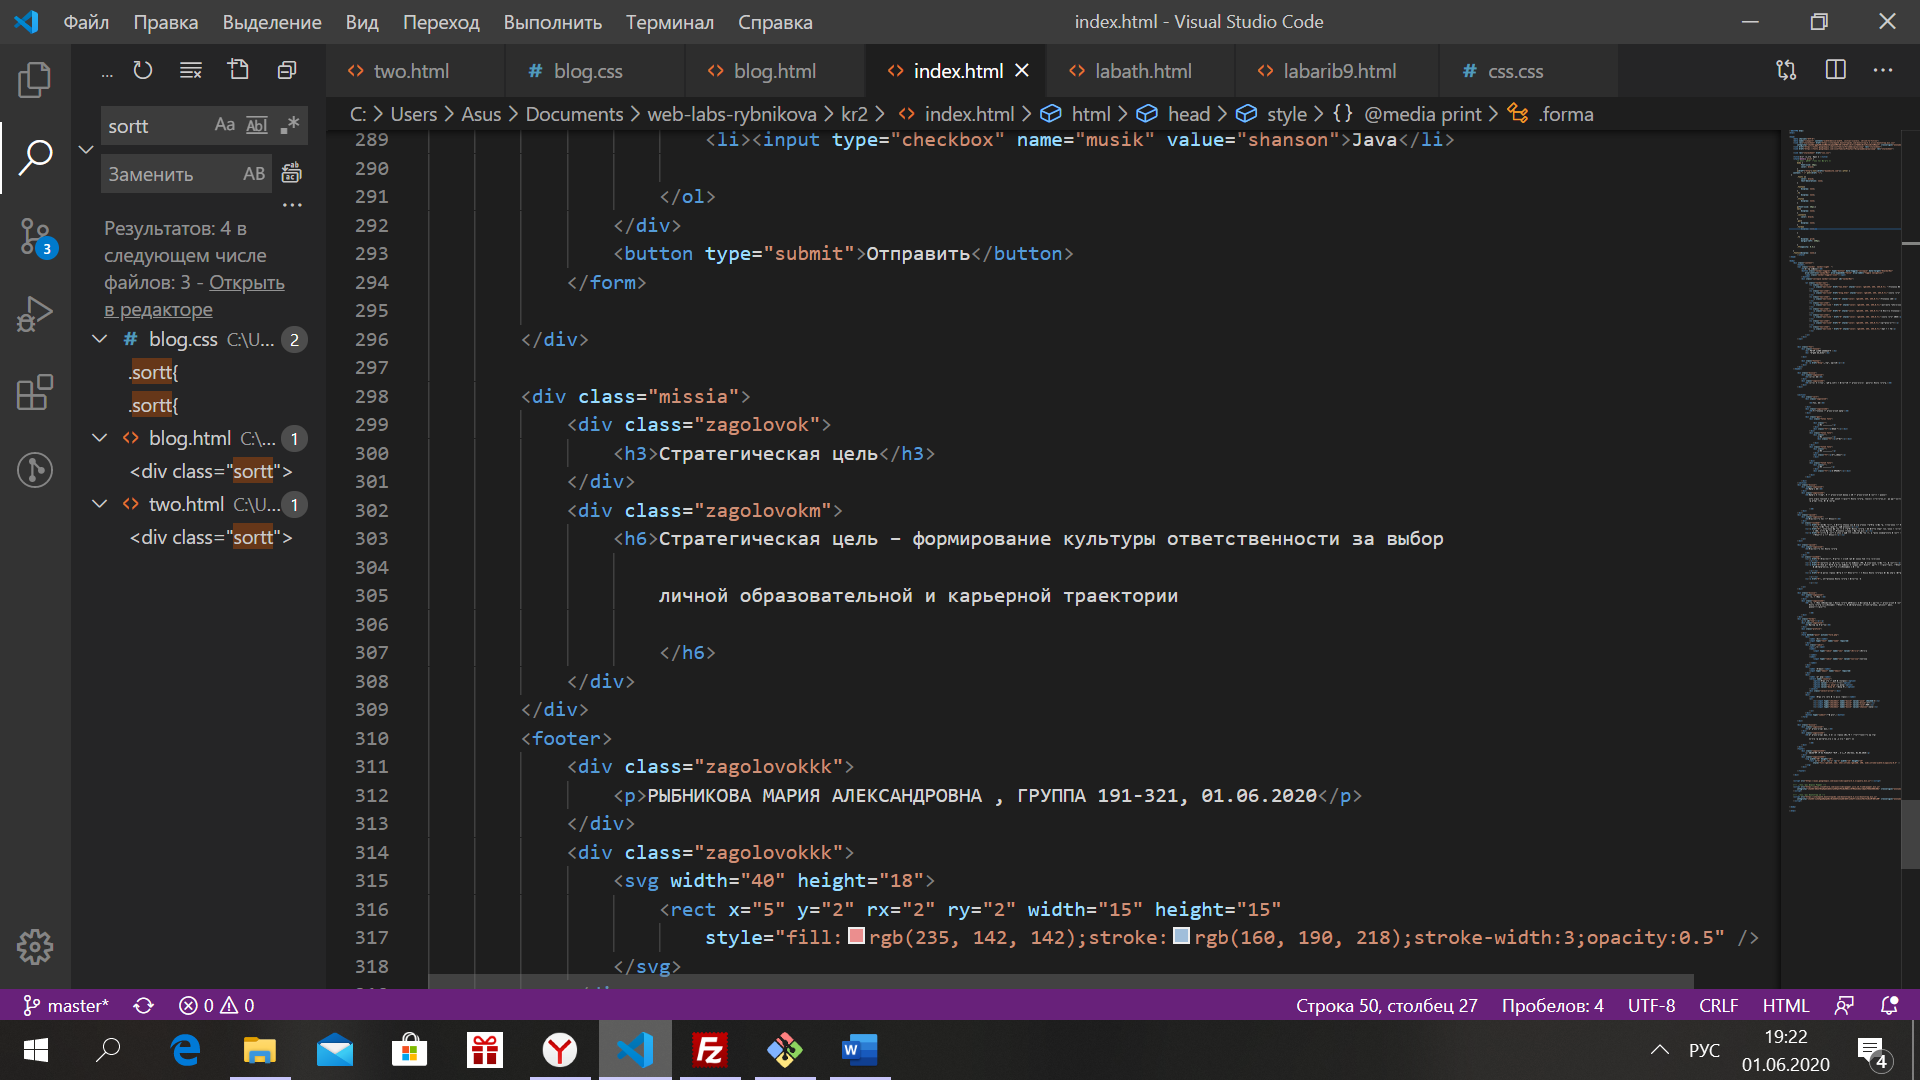 Файл Правка Выделение Вид Переход Выполнить Терминал Справка
index.html - Visual Studio Code
...
two.html
# blog.css
blog.html
index.html
labath.html
labarib9.html
# css.css
C: > Users > Asus > Documents > web-labs-rybnikova > kr2 > index.html > html > head > style > {} @media print > .forma
sortt
Aa Abl .*
Заменить AB
Результатов: 4 в
следующем числе
файлов: 3 - Открыть
в редакторе
# blog.css C:\U... 2
.sortt{
.sortt{
blog.html C:\... 1
<div class="sortt">
two.html C:\U... 1
<div class="sortt">
289 <li><input type="checkbox" name="musik" value="shanson">Java</li>
290
291 </ol>
292 </div>
293 <button type="submit">Отправить</button>
294 </form>
295
296 </div>
297
298 <div class="missia">
299 <div class="zagolovok">
300 <h3>Стратегическая цель</h3>
301 </div>
302 <div class="zagolovokm">
303 <h6>Стратегическая цель – формирование культуры ответственности за выбор
304
305 личной образовательной и карьерной траектории
306
307 </h6>
308 </div>
309 </div>
310 <footer>
311 <div class="zagolovokkk">
312 <p>РЫБНИКОВА МАРИЯ АЛЕКСАНДРОВНА , ГРУППА 191-321, 01.06.2020</p>
313 </div>
314 <div class="zagolovokkk">
315 <svg width="40" height="18">
316 <rect x="5" y="2" rx="2" ry="2" width="15" height="15"
317 style="fill:rgb(235, 142, 142);stroke:rgb(160, 190, 218);stroke-width:3;opacity:0.5" />
318 </svg>
3
master* 0 0
Строка 50, столбец 27 Пробелов: 4 UTF-8 CRLF HTML
РУС
19:22
01.06.2020
4